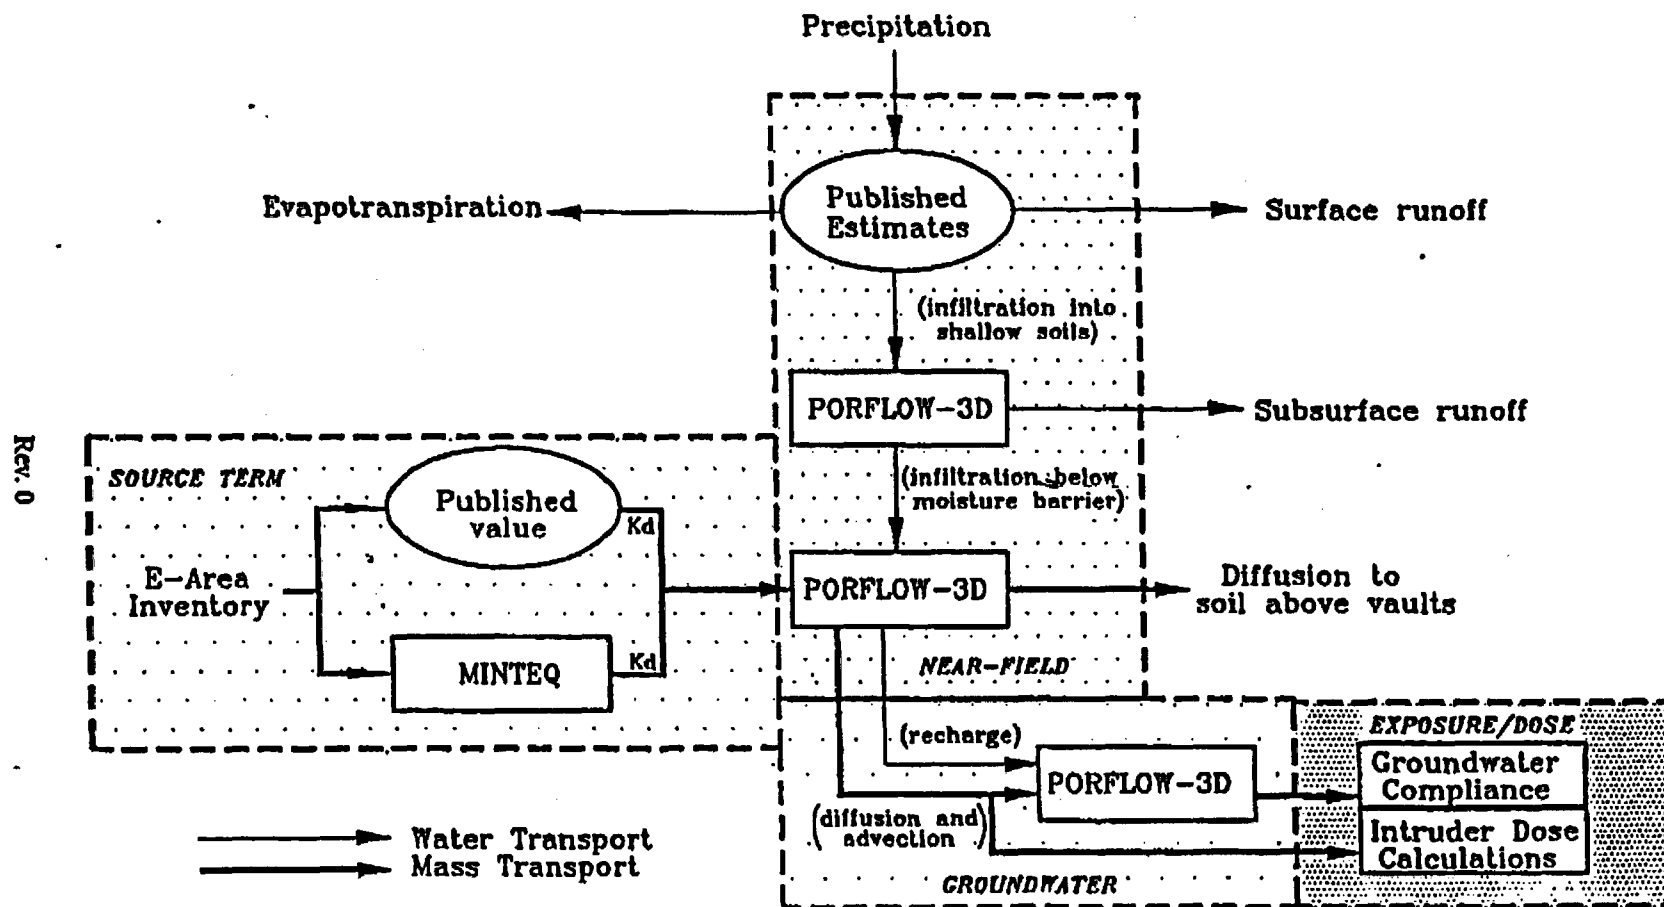 Precipitation
Published
Estimates
Evapotranspiration
Surface runoff
(infiltration into
shallow soils)
PORFLOW-3D
Subsurface runoff
(infiltration below
moisture barrier)
Rev. 0
SOURCE TERM
Published
value
Kd
E-Area
Inventory
MINTEQ
Kd
PORFLOW-3D
Diffusion to
soil above vaults
NEAR-FIELD
(recharge)
PORFLOW-3D
(diffusion and
advection)
GROUNDWATER
EXPOSURE/DOSE
Groundwater
Compliance
Intruder Dose
Calculations
Water Transport
Mass Transport